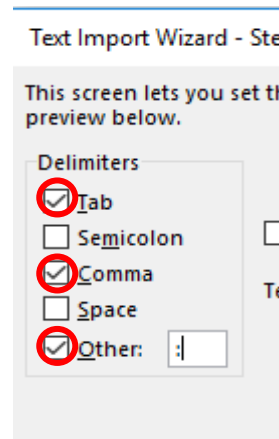 Text Import Wizard - Ste
This screen lets you set th
preview below.
Delimiters
Tab
Semicolon
Comma
Te
Space
Other: :